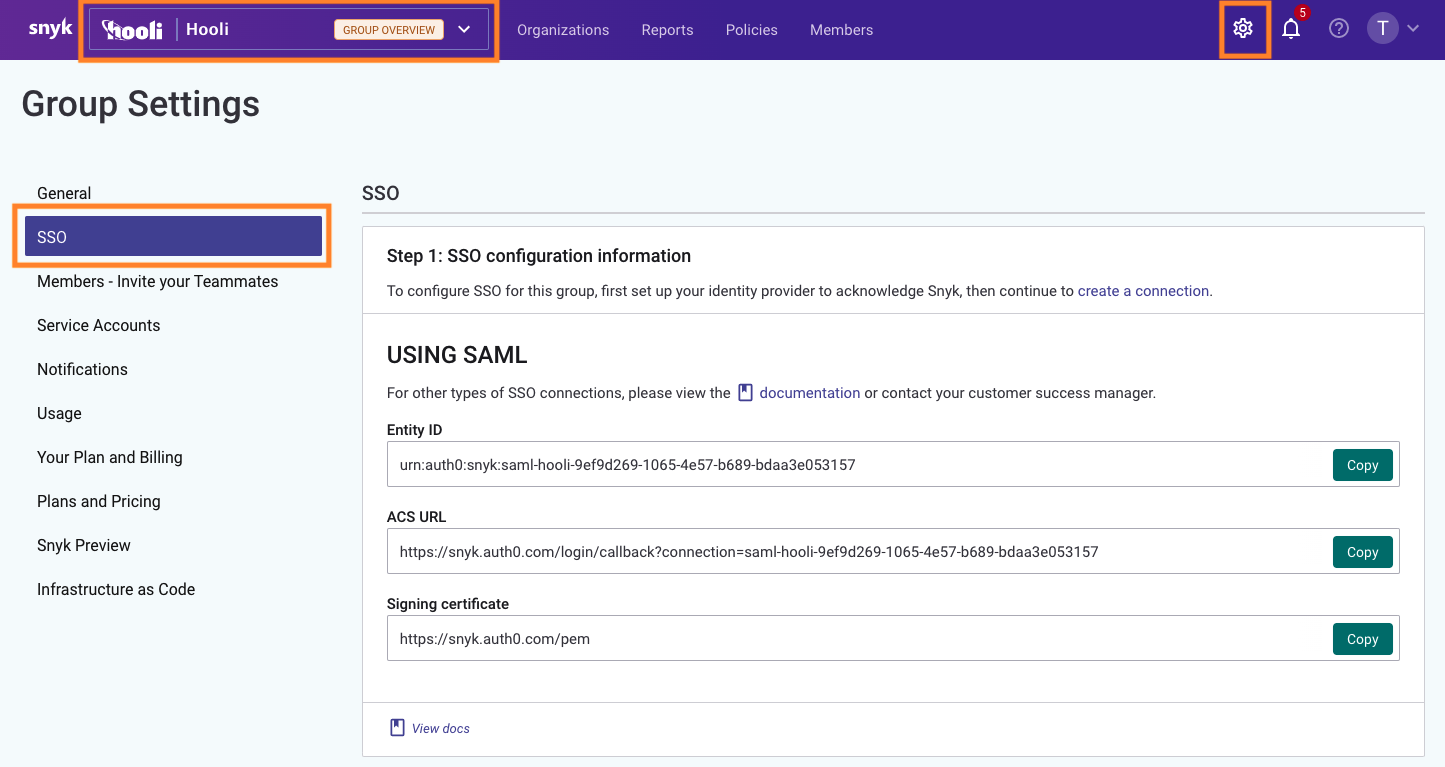 snyk hooli Hooli GROUP OVERVIEW Organizations Reports Policies Members 5 T
Group Settings
General
SSO
Members - Invite your Teammates
Service Accounts
Notifications
Usage
Your Plan and Billing
Plans and Pricing
Snyk Preview
Infrastructure as Code
SSO
Step 1: SSO configuration information
To configure SSO for this group, first set up your identity provider to acknowledge Snyk, then continue to create a connection.
USING SAML
For other types of SSO connections, please view the documentation or contact your customer success manager.
Entity ID
urn:auth0:snyk:saml-hooli-9ef9d269-1065-4e57-b689-bdaa3e053157 Copy
ACS URL
https://snyk.auth0.com/login/callback?connection=saml-hooli-9ef9d269-1065-4e57-b689-bdaa3e053157 Copy
Signing certificate
https://snyk.auth0.com/pem Copy
View docs